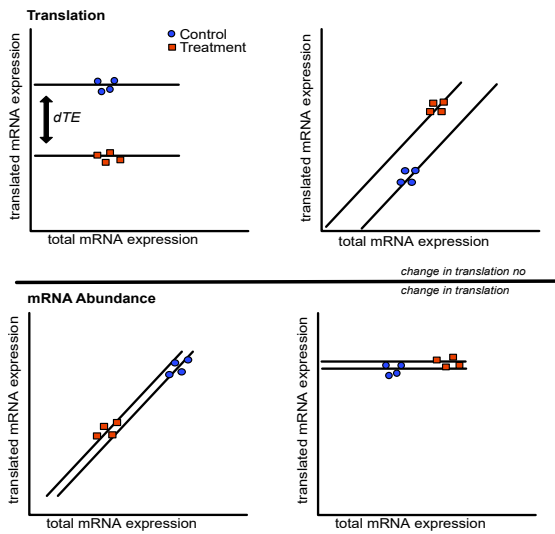 Translation
Control
Treatment
translated mRNA expression
dTE
total mRNA expression
translated mRNA expression
total mRNA expression
change in translation no
change in translation
mRNA Abundance
translated mRNA expression
total mRNA expression
translated mRNA expression
total mRNA expression